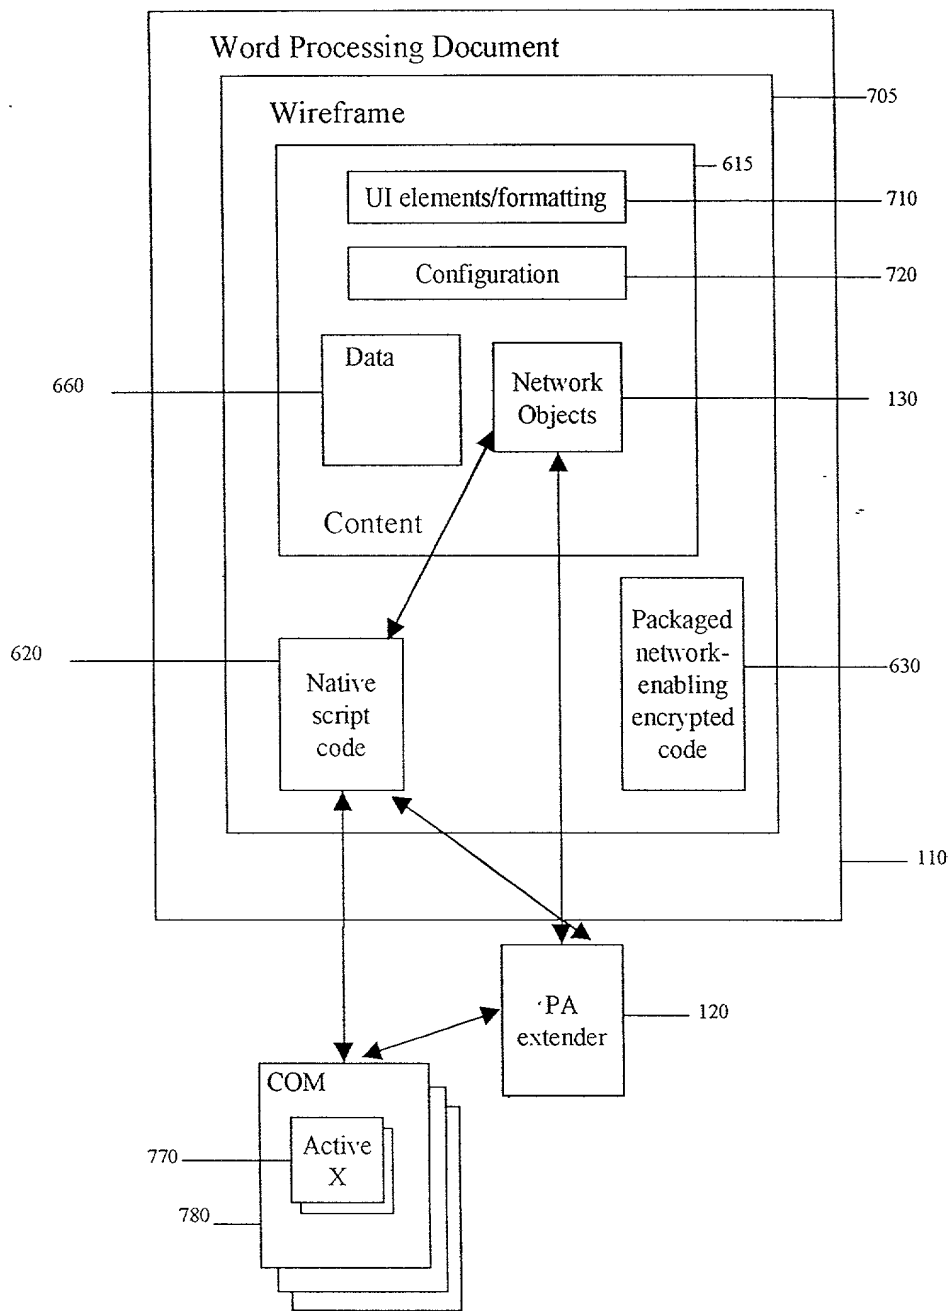 Word Processing Document
705
Wireframe
615
UI elements/formatting
710
Configuration
720
Data
660
Network
Objects
130
Content
620
Native
script
code
Packaged
network-
enabling
encrypted
code
630
110
PA
extender
120
COM
Active
X
770
780